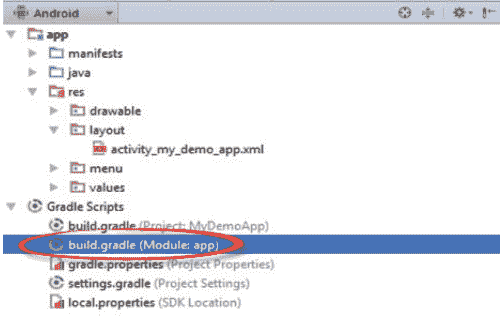 Android
app
manifests
java
res
drawable
layout
activity_my_demo_app.xml
menu
values
Gradle Scripts
build.gradle (Project: MyDemoApp)
build.gradle (Module: app)
gradle.properties (Project Properties)
settings.gradle (Project Settings)
local.properties (SDK Location)